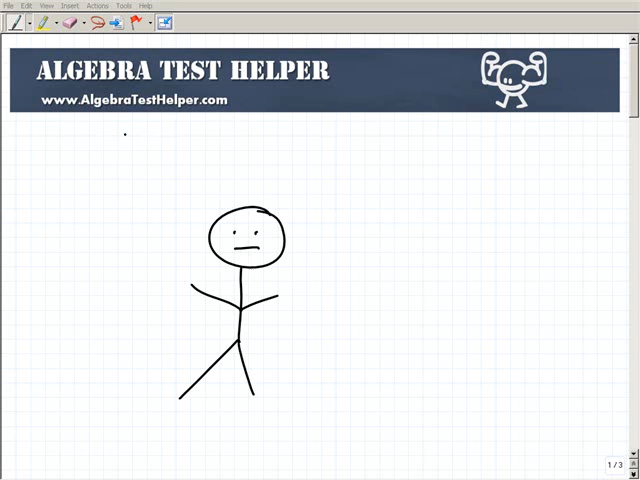 File Edit View Insert Actions Tools Help
ALGEBRA TEST HELPER
www.AlgebraTestHelper.com
1 / 3